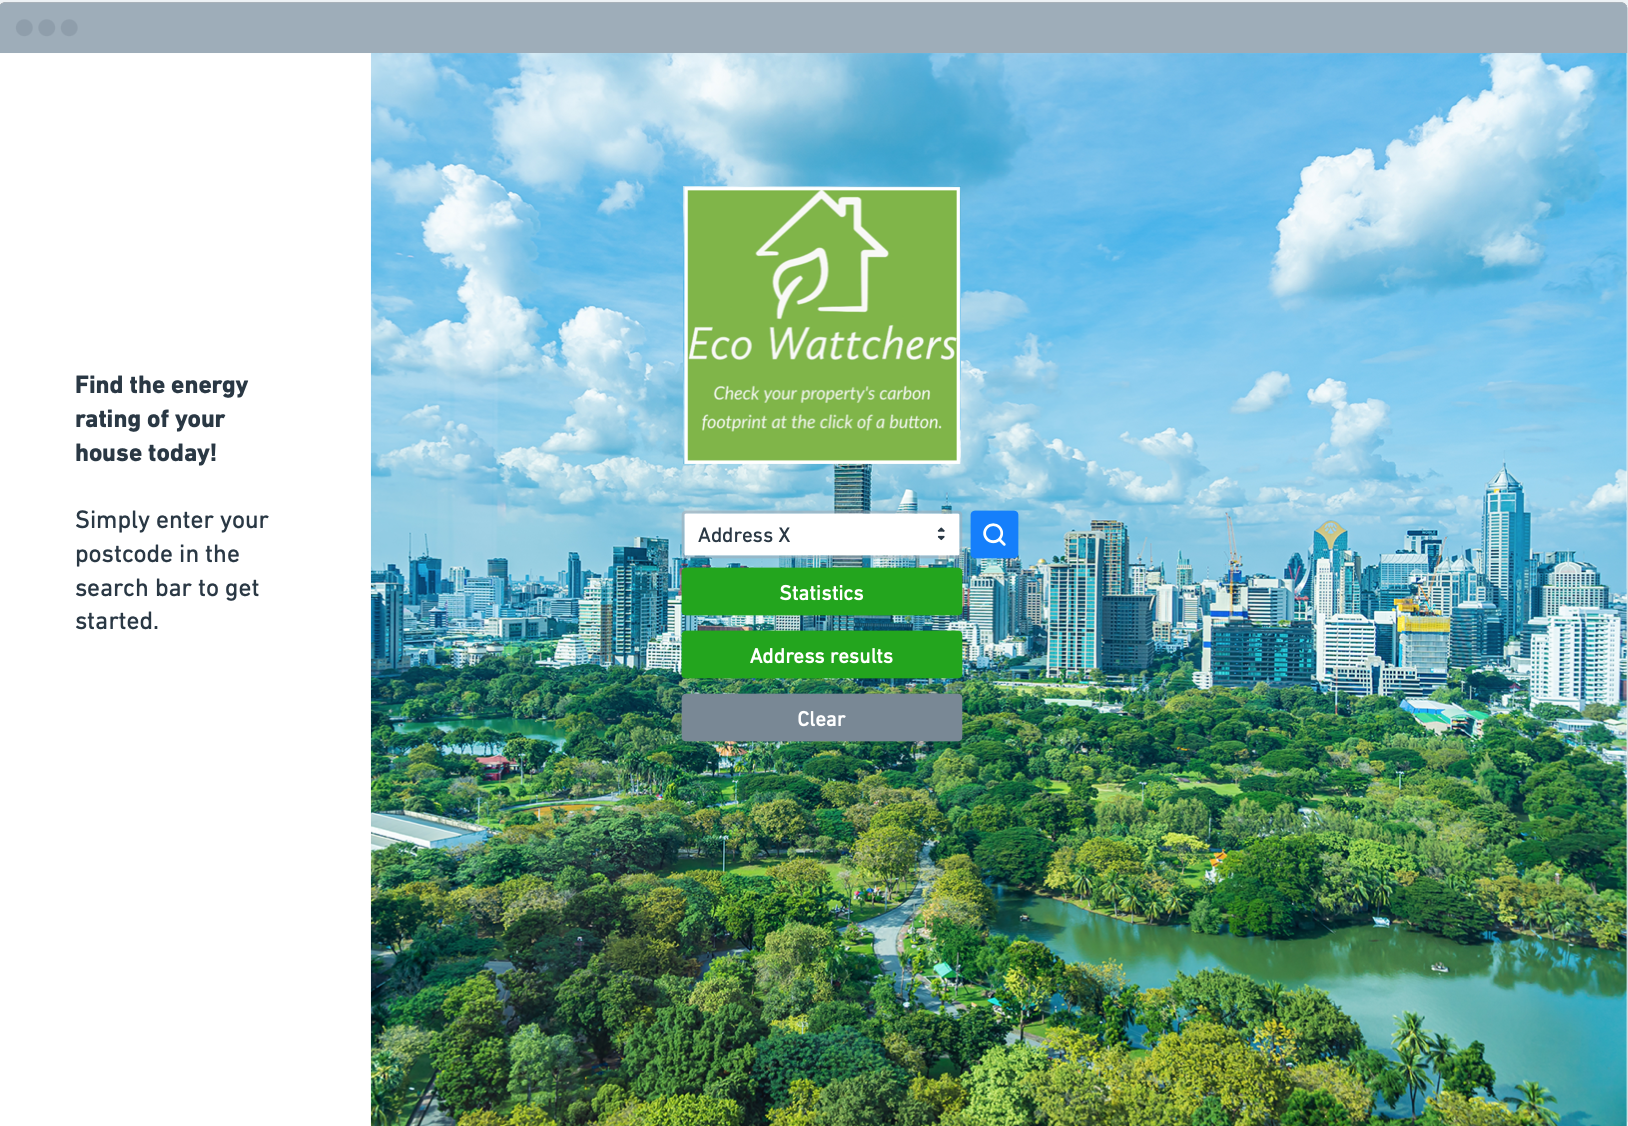 Find the energy
rating of your
house today!
Simply enter your
postcode in the
search bar to get
started.
Eco Wattchers
Check your property's carbon
footprint at the click of a button.
Address X
Statistics
Address results
Clear